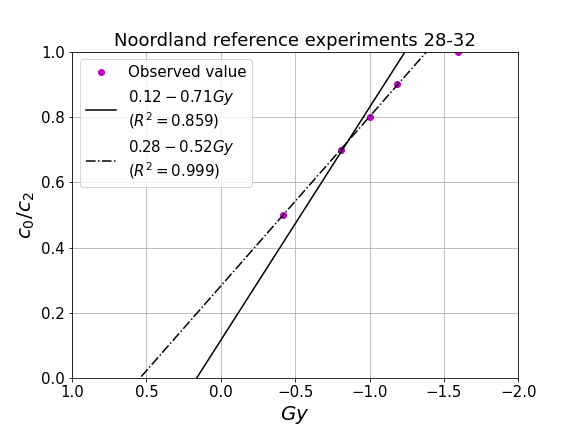 Noordland reference experiments 28-32
Observed value
0.12 − 0.71Gy
(R² = 0.859)
0.28 − 0.52Gy
(R² = 0.999)
c₀/c₂
1.0
0.8
0.6
0.4
0.2
0.0
1.0 0.5 0.0 −0.5 −1.0 −1.5 −2.0
Gy